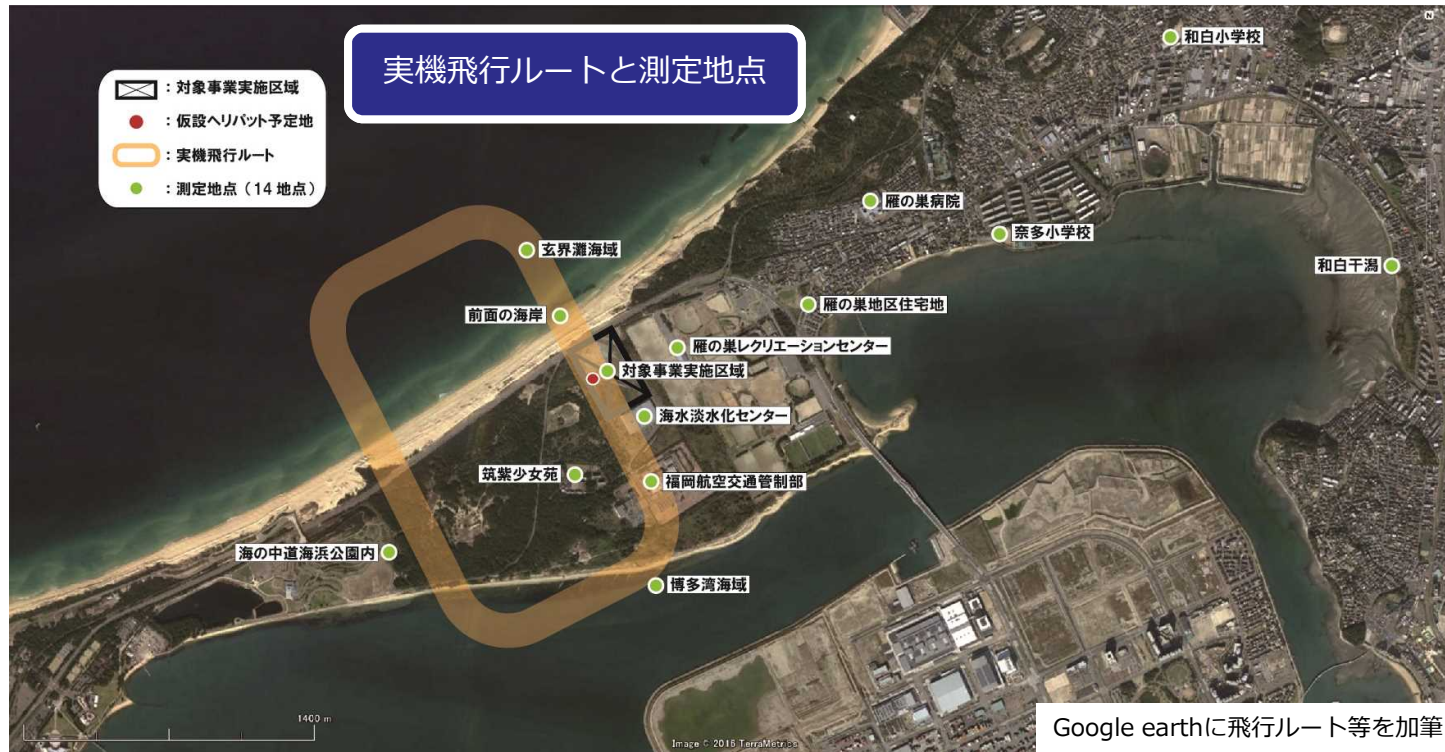 実機飛行ルートと測定地点
：対象事業実施区域
：仮設ヘリパット予定地
：実機飛行ルート
：測定地点（14 地点）
和白小学校
雁の巣病院
奈多小学校
玄界灘海域
和白干潟
雁の巣地区住宅地
前面の海岸
雁の巣レクリエーションセンター
対象事業実施区域
海水淡水化センター
筑紫少女苑
福岡航空交通管制部
海の中道海浜公園内
博多湾海域
1400 m
Image © 2015 TerraMetrics
Google earthに飛行ルート等を加筆